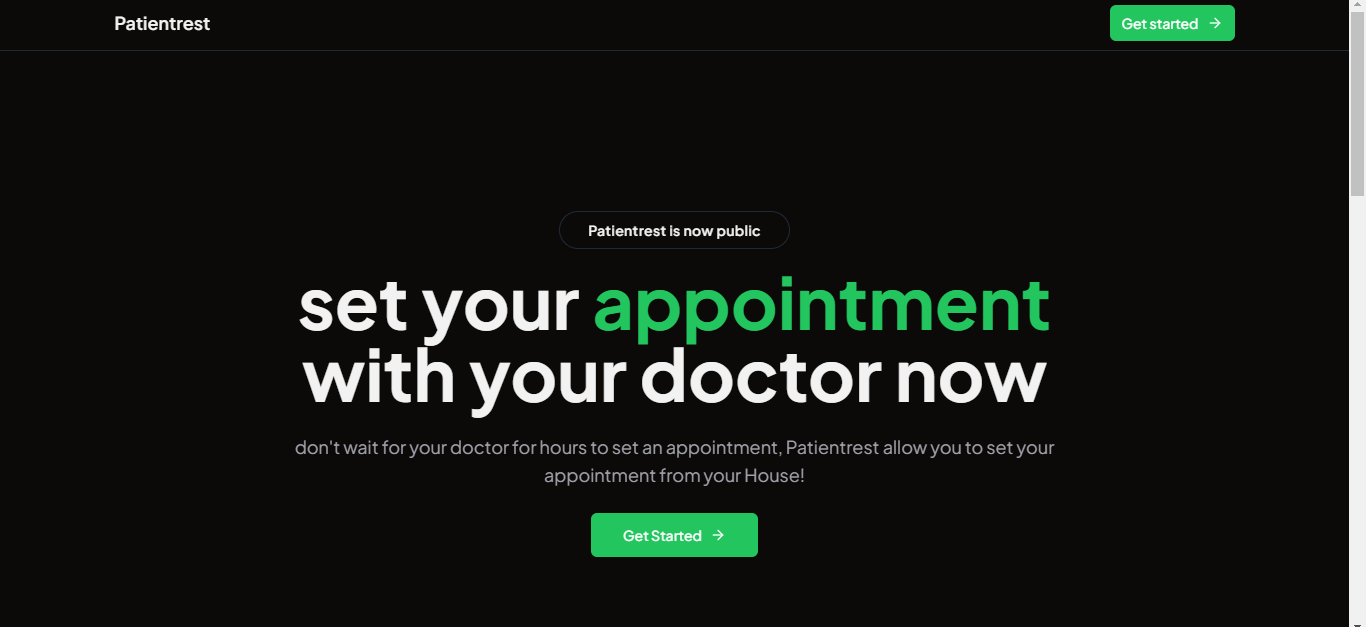 Patientrest
Get started
Patientrest is now public
set your appointment
with your doctor now
don't wait for your doctor for hours to set an appointment, Patientrest allow you to set your
appointment from your House!
Get Started